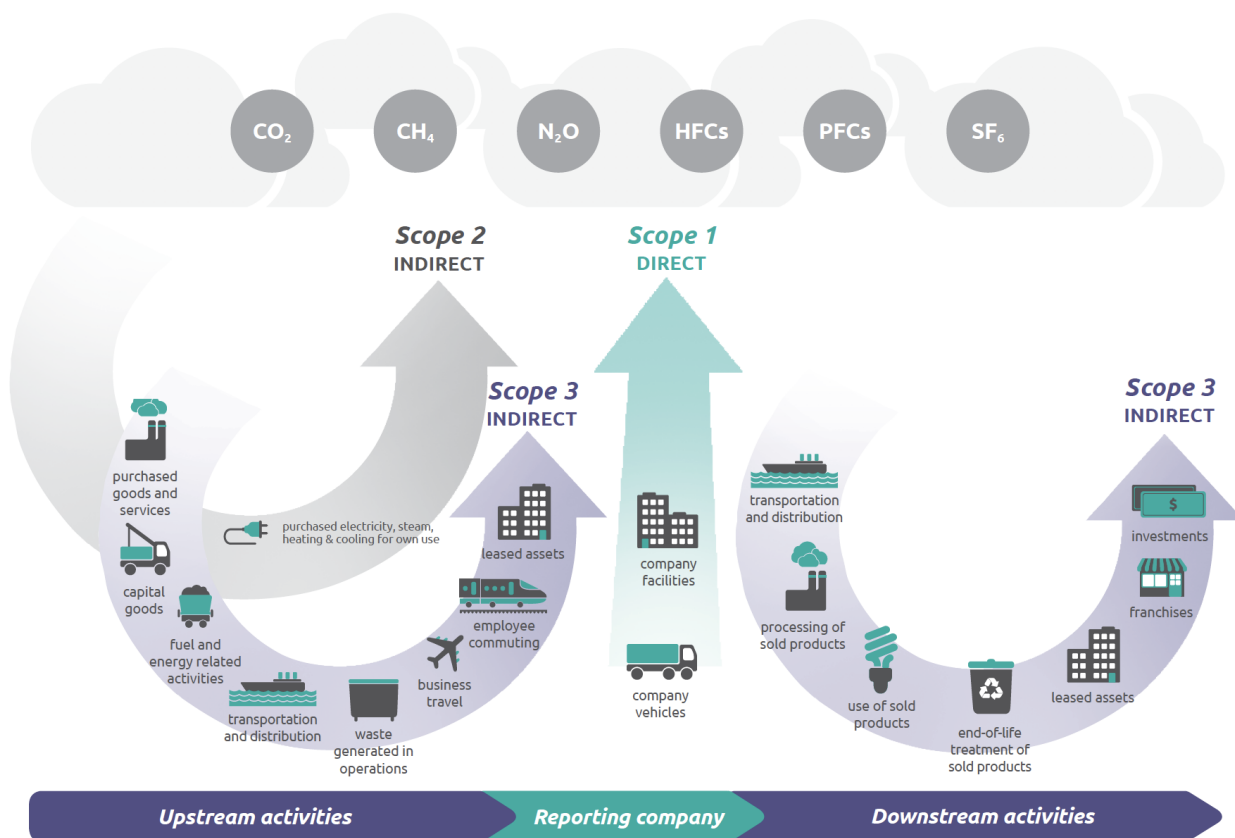 CO₂
CH₄
N₂O
HFCs
PFCs
SF₆
Scope 2
INDIRECT
Scope 1
DIRECT
Scope 3
INDIRECT
Scope 3
INDIRECT
purchased
goods and
services
capital
goods
fuel and
energy related
activities
transportation
and distribution
waste
generated in
operations
business
travel
employee
commuting
leased assets
purchased electricity, steam,
heating & cooling for own use
company
facilities
company
vehicles
transportation
and distribution
processing of
sold products
use of sold
products
end-of-life
treatment of
sold products
leased assets
franchises
$
investments
Upstream activities
Reporting company
Downstream activities